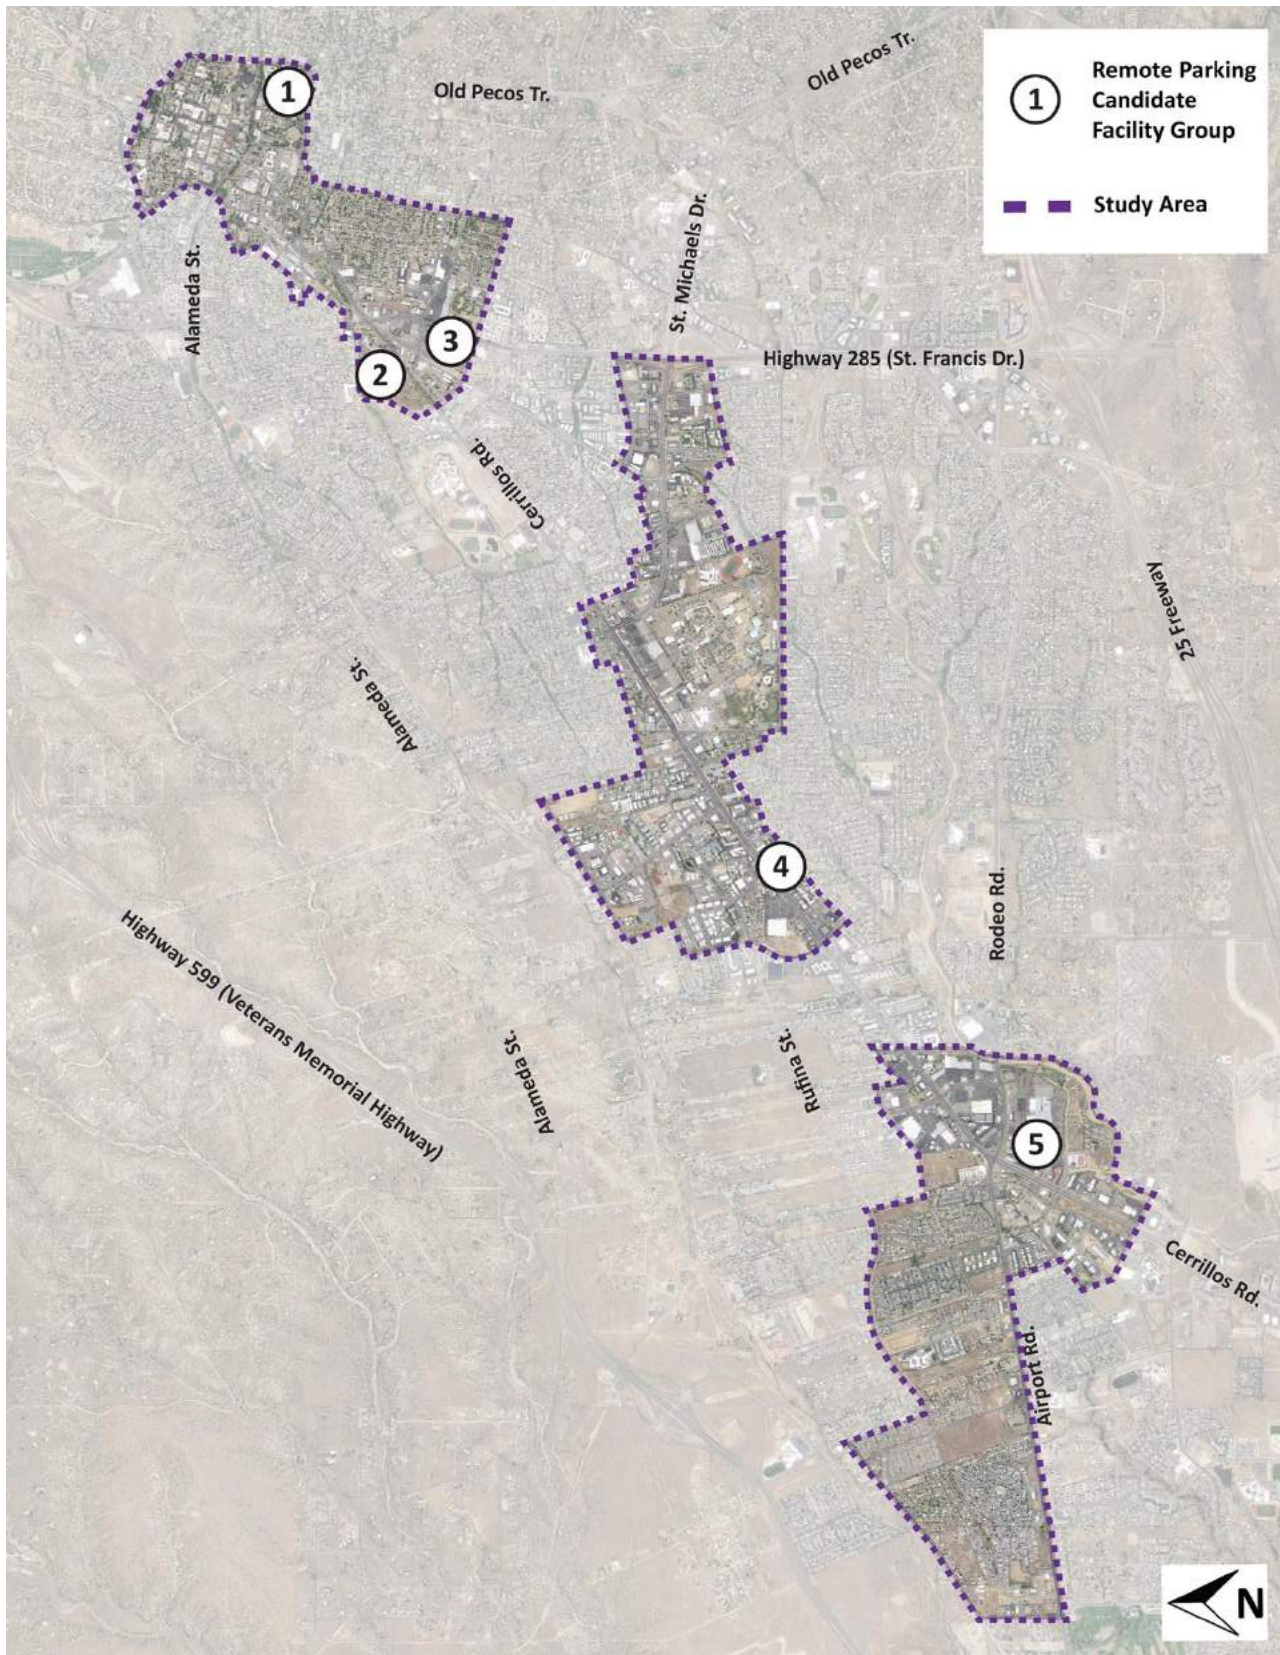 Old Pecos Tr.
Old Pecos Tr.
1
Remote Parking
Candidate
Facility Group
Study Area
1
St. Michaels Dr.
Alameda St.
3
Highway 285 (St. Francis Dr.)
2
Cerrillos Rd.
25 Freeway
Alameda St.
4
Rodeo Rd.
Highway 599 (Veterans Memorial Highway)
Alameda St.
Rufina St.
5
Cerrillos Rd.
Airport Rd.
N